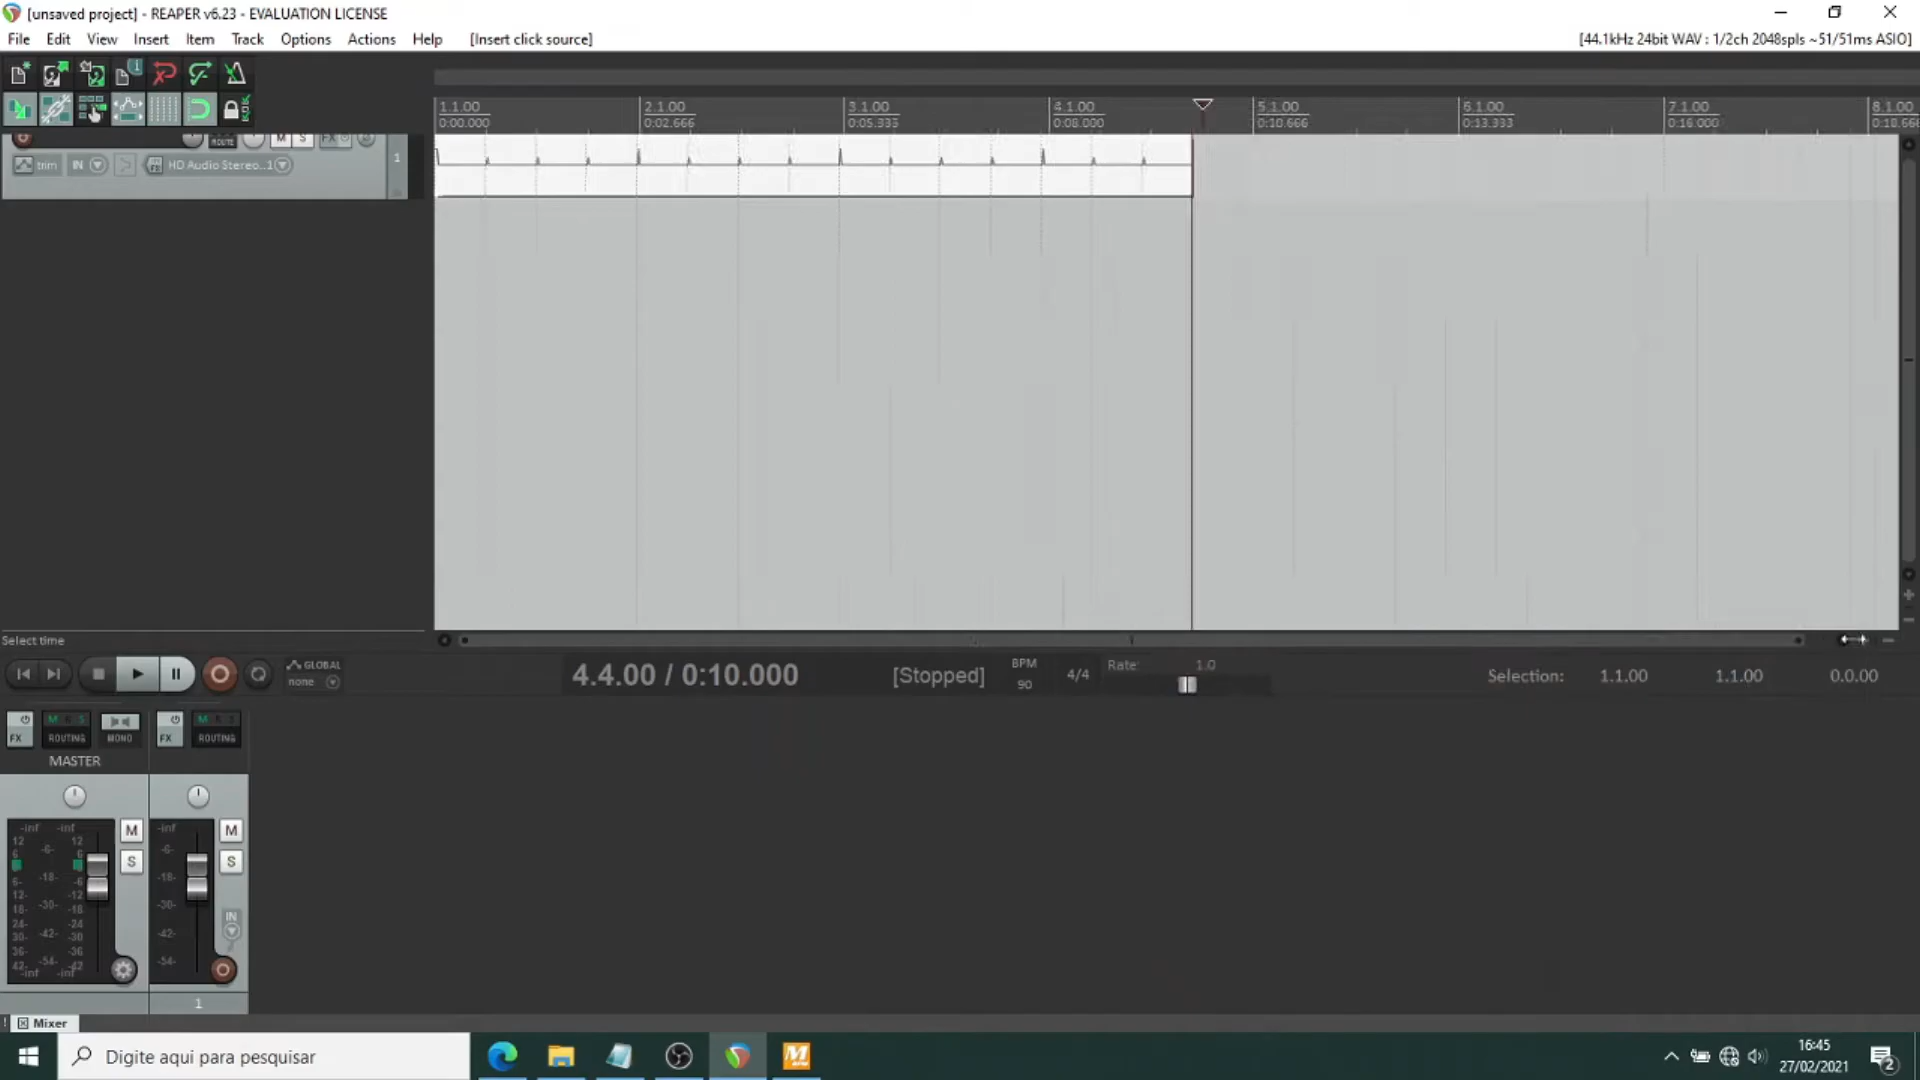 [unsaved project] - REAPER v6.23 - EVALUATION LICENSE
File Edit View Insert Item Track Options Actions Help [Insert click source]
[44.1kHz 24bit WAV : 1/2ch 2048spls ~51/51ms ASIO]
1.1.00 2.1.00 3.1.00 4.1.00 5.1.00 6.1.00 7.1.00 8.1.00
0:00.000 0:02.666 0:05.333 0:08.000 0:10.666 0:13.333 0:16.000 0:18.666
ROUTE M S FX
trim IN HD Audio Stereo..1
1
Select time
GLOBAL
none
4.4.00 / 0:10.000
[Stopped]
BPM
90
4/4
Rate: 1.0
Selection: 1.1.00 1.1.00 0.0.00
M R S M R S
FX ROUTING MONO FX ROUTING
MASTER
-inf -inf -inf
12 12
6 -6- 6 -6-
-18- -18-
6- -6
12- -30- -12 -30-
18- -18
24- -42- -24 -42-
30- -30
36- -54- -36 -54-
42- -42
-inf -inf
M M
S S
IN
1
Mixer
Digite aqui para pesquisar
16:45
27/02/2021
2